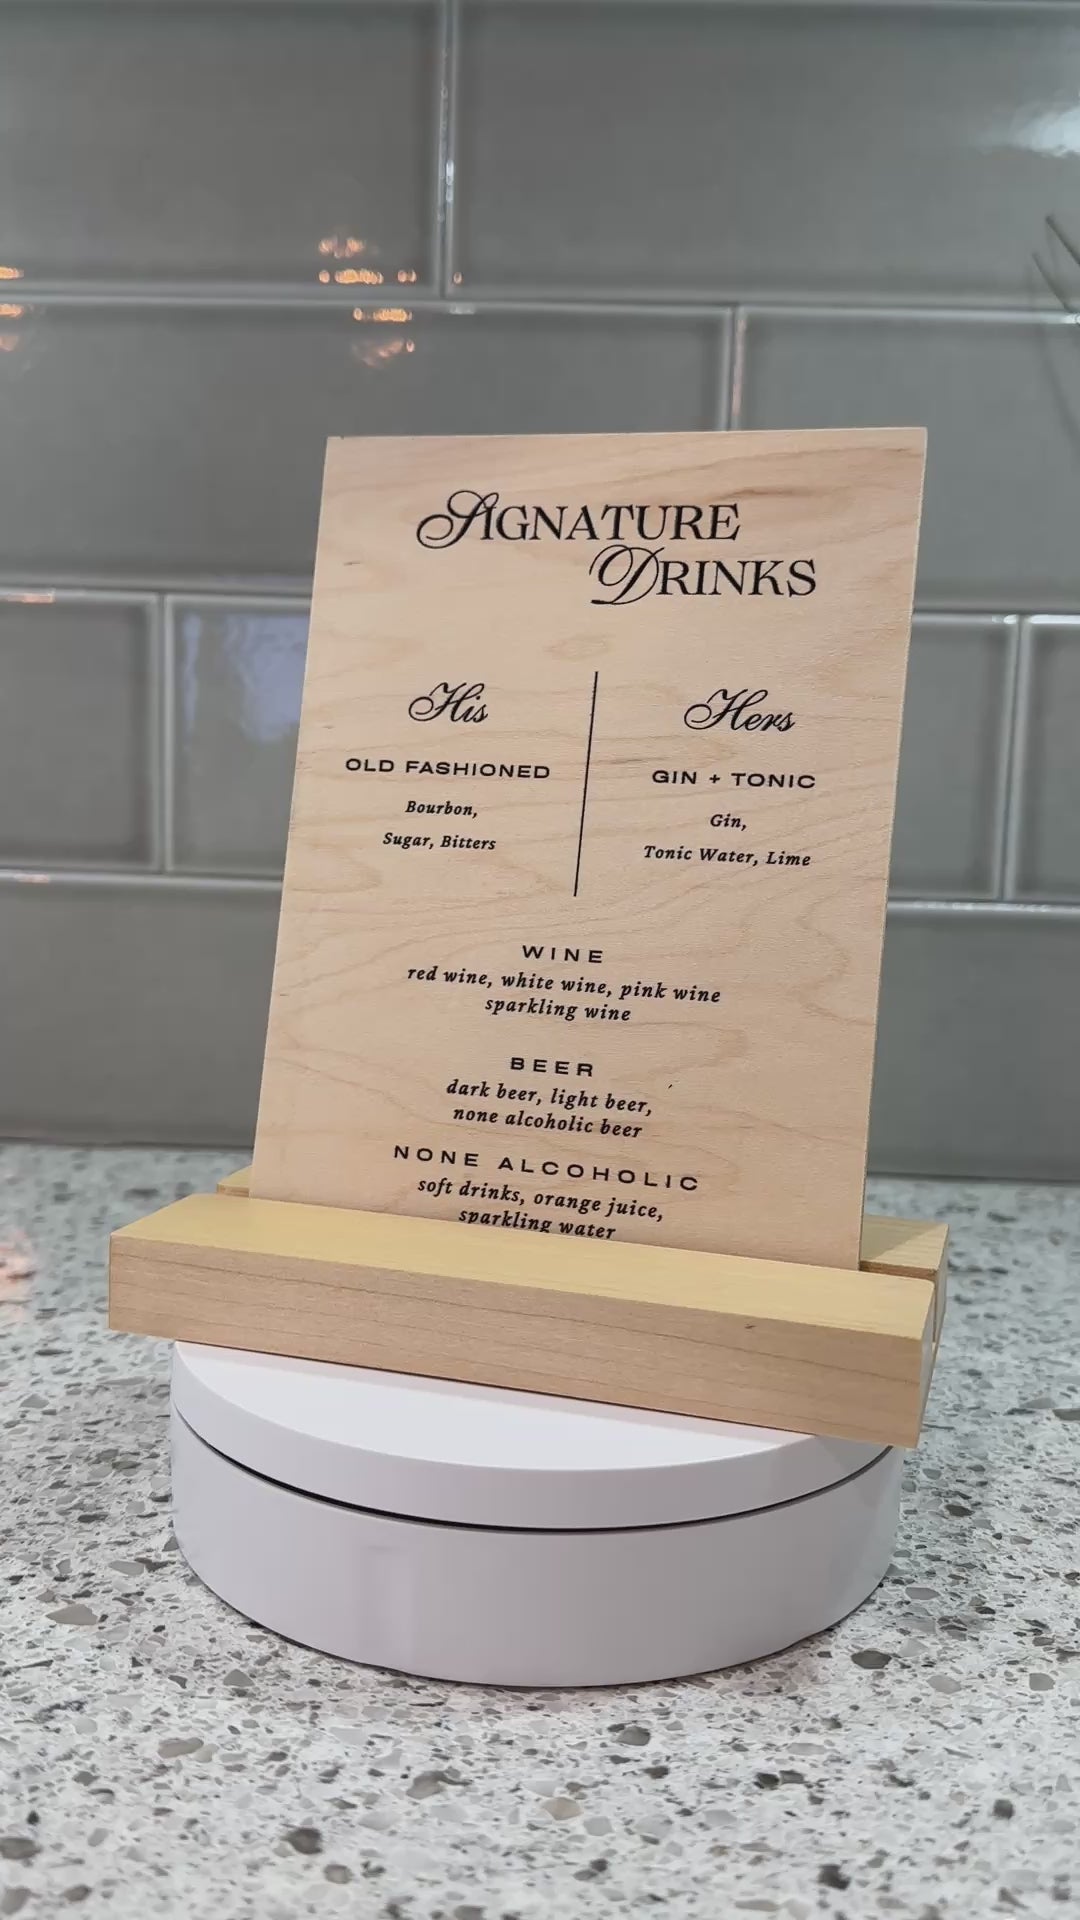 SIGNATURE
DRINKS
His
OLD FASHIONED
Bourbon,
Sugar, Bitters
Hers
GIN + TONIC
Gin,
Tonic Water, Lime
WINE
red wine, white wine, pink wine
sparkling wine
BEER
dark beer, light beer,
none alcoholic beer
NONE ALCOHOLIC
soft drinks, orange juice,
sparkling water